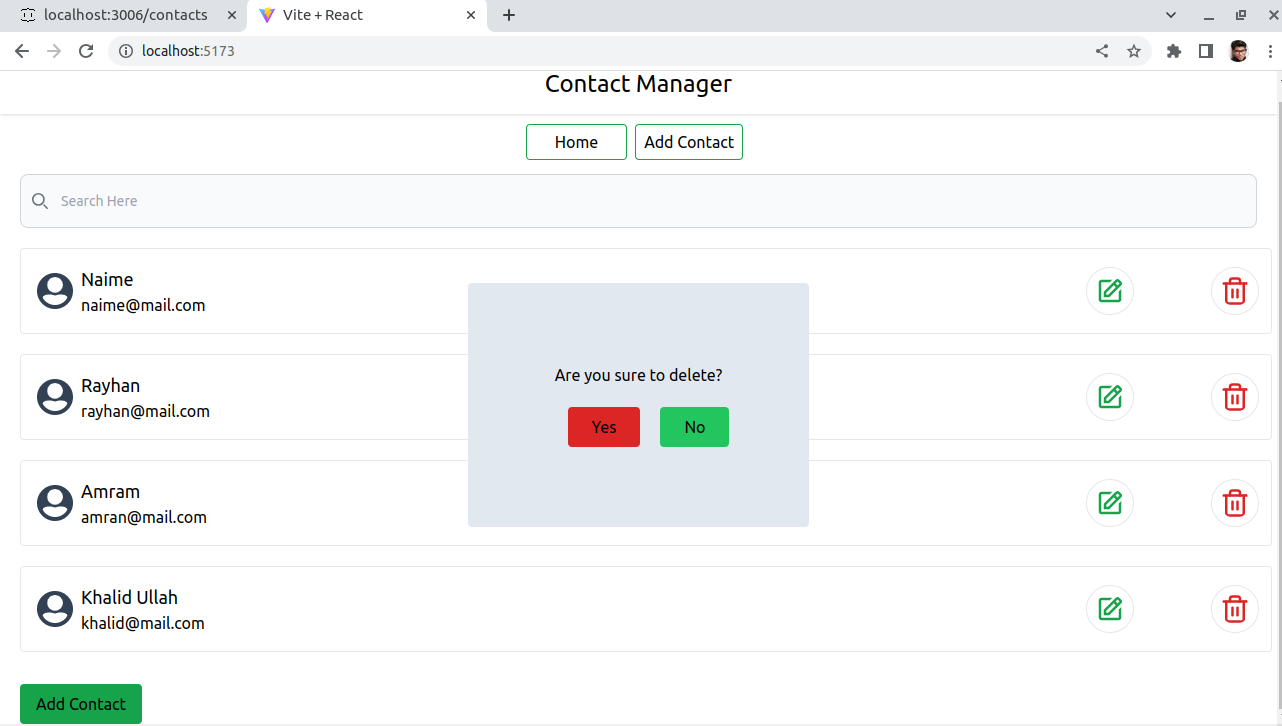 localhost:3006/contacts
Vite + React
localhost:5173
Contact Manager
Home
Add Contact
Search Here
Naime
naime@mail.com
Rayhan
rayhan@mail.com
Are you sure to delete?
Yes
No
Amram
amran@mail.com
Khalid Ullah
khalid@mail.com
Add Contact